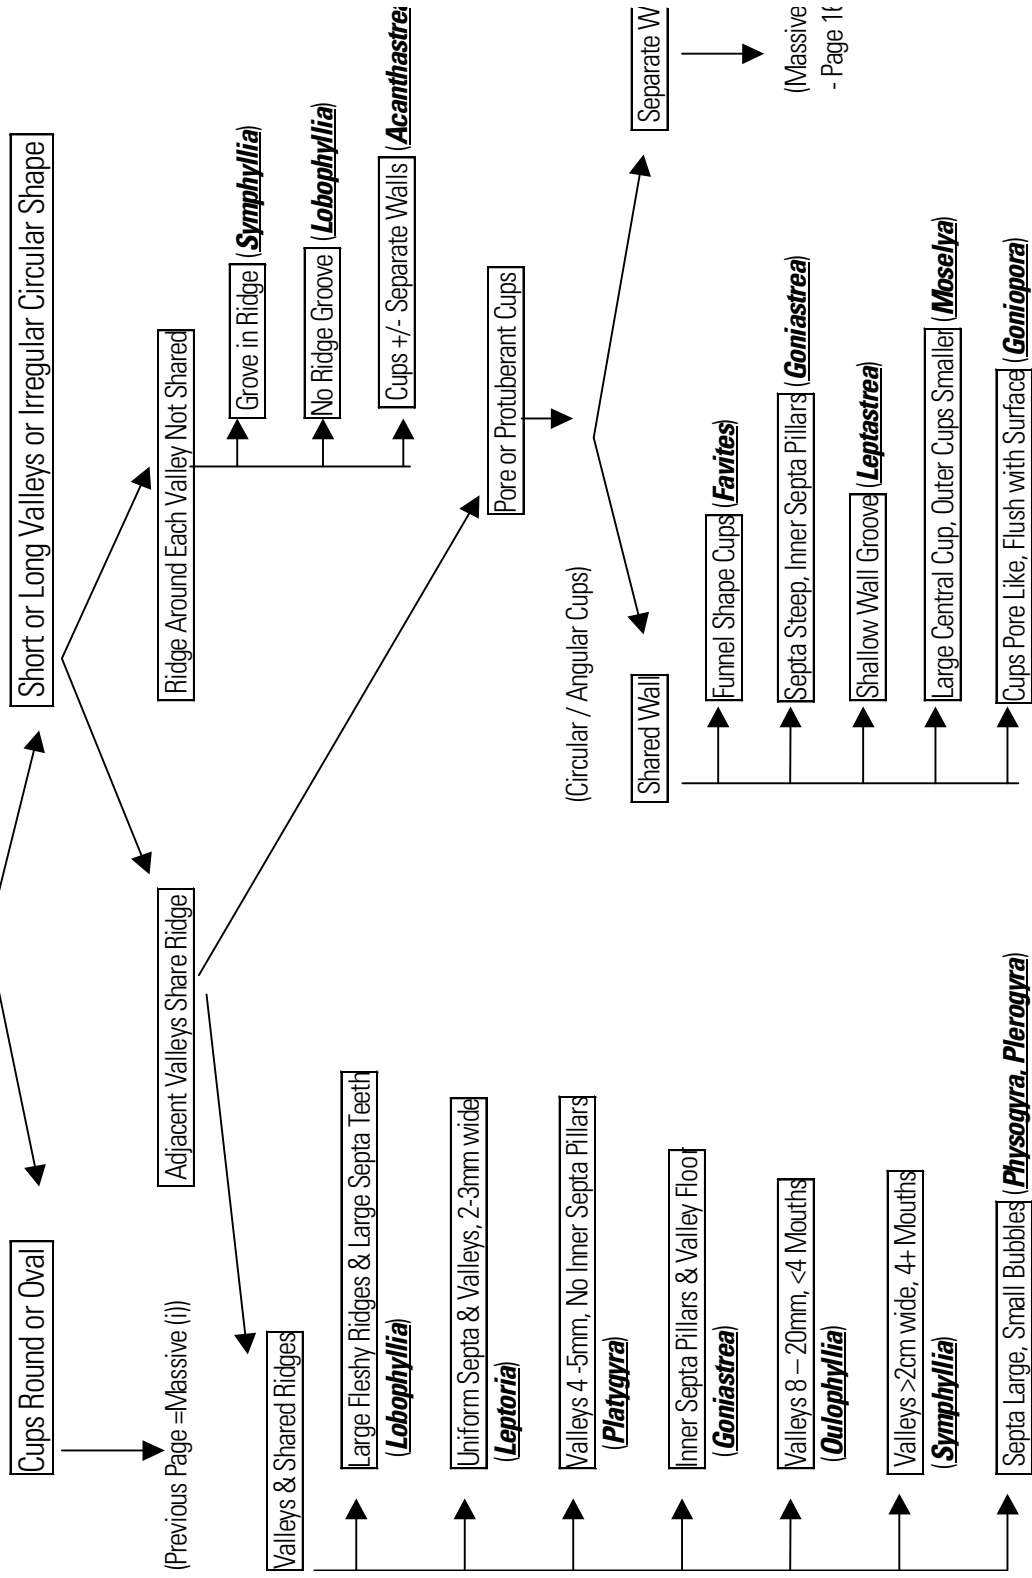 Cups Round or Oval
(Previous Page =Massive (i))
Short or Long Valleys or Irregular Circular Shape
Adjacent Valleys Share Ridge
Ridge Around Each Valley Not Shared
Grove in Ridge (Symphyllia)
No Ridge Groove (Lobophyllia)
Cups +/- Separate Walls (Acanthastrea
Valleys & Shared Ridges
Large Fleshy Ridges & Large Septa Teeth
(Lobophyllia)
Uniform Septa & Valleys, 2-3mm wide
(Leptoria)
Valleys 4 -5mm, No Inner Septa Pillars
(Platygyra)
Inner Septa Pillars & Valley Floor
(Goniastrea)
Valleys 8 – 20mm, <4 Mouths
(Oulophyllia)
Valleys >2cm wide, 4+ Mouths
(Symphyllia)
Septa Large, Small Bubbles (Physogyra, Plerogyra)
Pore or Protuberant Cups
(Circular / Angular Cups)
Shared Wall
Funnel Shape Cups (Favites)
Septa Steep, Inner Septa Pillars (Goniastrea)
Shallow Wall Groove (Leptastrea)
Large Central Cup, Outer Cups Smaller (Moselya)
Cups Pore Like, Flush with Surface (Goniopora)
Separate W
(Massive
- Page 16